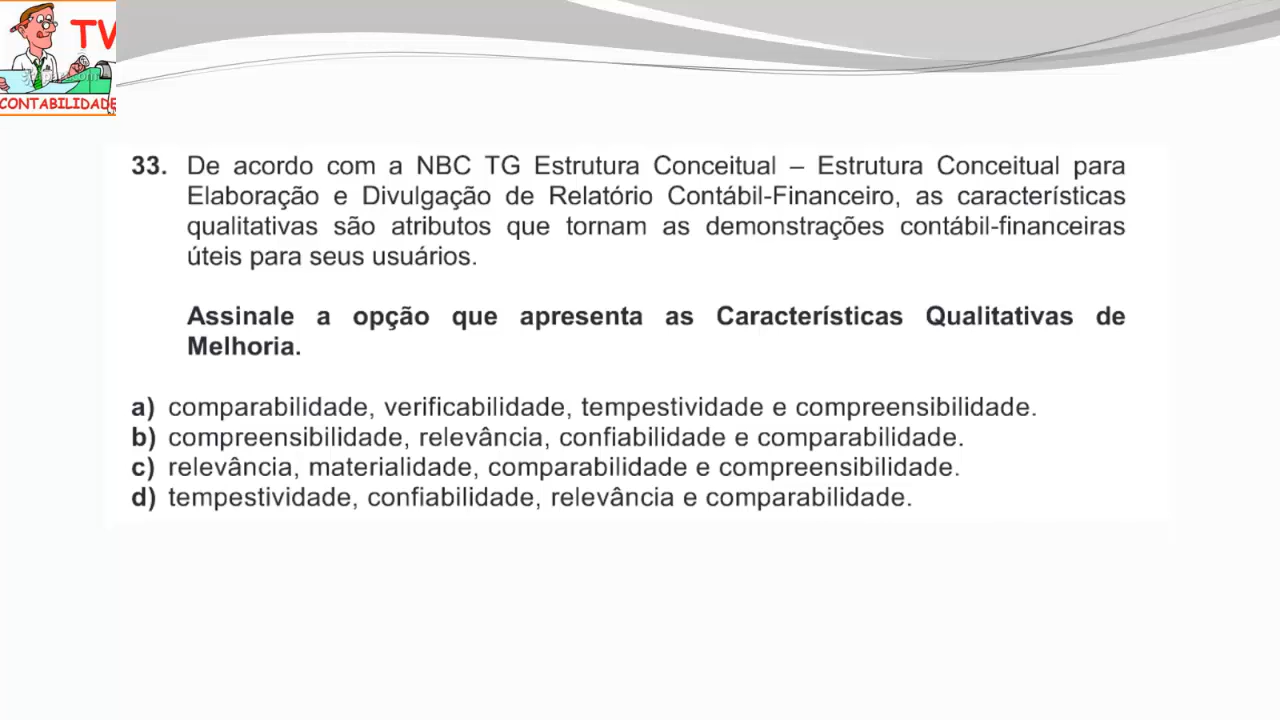 TV
CONTABILIDADE
33. De acordo com a NBC TG Estrutura Conceitual – Estrutura Conceitual para
Elaboração e Divulgação de Relatório Contábil-Financeiro, as características
qualitativas são atributos que tornam as demonstrações contábil-financeiras
úteis para seus usuários.
Assinale a opção que apresenta as Características Qualitativas de
Melhoria.
a) comparabilidade, verificabilidade, tempestividade e compreensibilidade.
b) compreensibilidade, relevância, confiabilidade e comparabilidade.
c) relevância, materialidade, comparabilidade e compreensibilidade.
d) tempestividade, confiabilidade, relevância e comparabilidade.